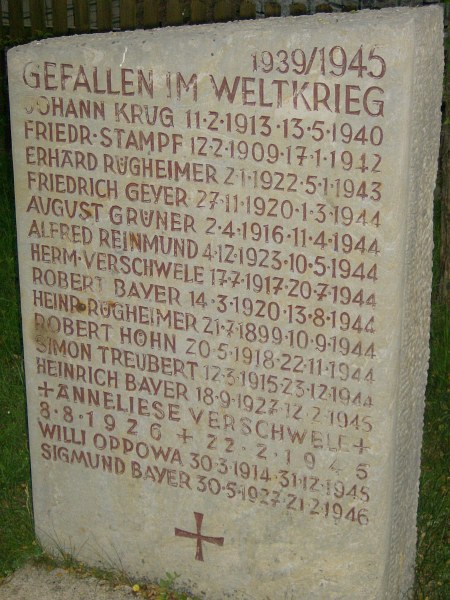 1939/1945
GEFALLEN IM WELTKRIEG
JOHANN KRUG 11·2·1913·13·5·1940
FRIEDR·STAMPF 12·2·1909·17·1·1942
ERHARD RÜGHEIMER 2·1·1922·5·1·1943
FRIEDRICH GEYER 27·11·1920·1·3·1944
AUGUST GRÜNER 2·4·1916·11·4·1944
ALFRED REINMUND 4·12·1923·10·5·1944
HERM·VERSCHWELE 17·7·1917·20·7·1944
ROBERT BAYER 14·3·1920·13·8·1944
HEINR·RÜGHEIMER 21·7·1899·10·9·1944
ROBERT HÖHN 20·5·1918·22·11·1944
SIMON TREUBERT 12·3·1915·23·12·1944
HEINRICH BAYER 18·9·1927·12·2·1945
+ANNELIESE VERSCHWELE+
8·8·1926+22·2·1945
WILLI OPPOWA 30·3·1914·31·12·1945
SIGMUND BAYER 30·5·1927·21·2·1946